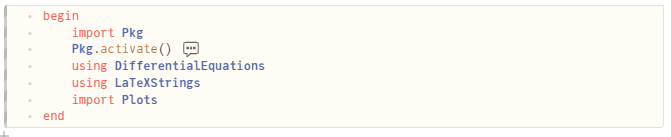 begin
    import Pkg
    Pkg.activate()
    using DifferentialEquations
    using LaTeXStrings
    import Plots
end